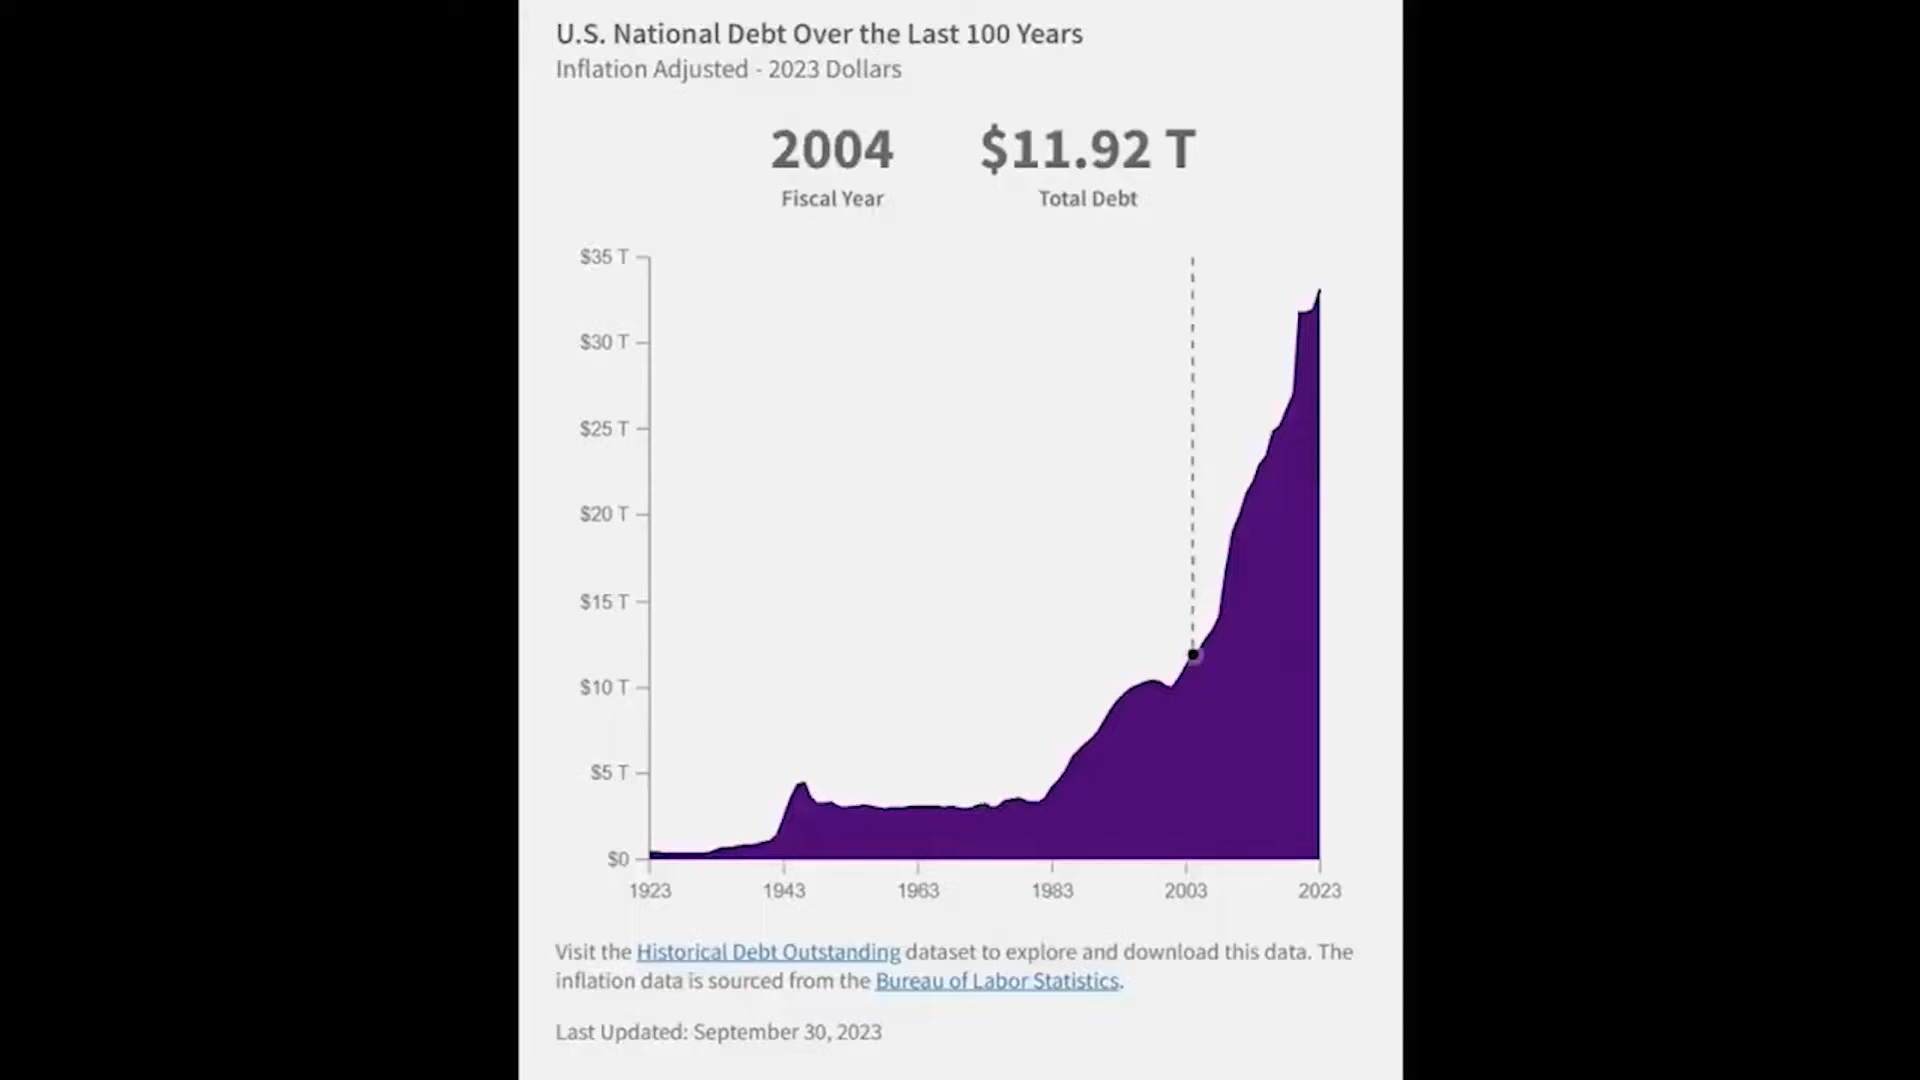 U.S. National Debt Over the Last 100 Years
Inflation Adjusted - 2023 Dollars
2004 $11.92 T
Fiscal Year Total Debt
$35 T
$30 T
$25 T
$20 T
$15 T
$10 T
$5 T
$0
1923 1943 1963 1983 2003 2023
Visit the Historical Debt Outstanding dataset to explore and download this data. The
inflation data is sourced from the Bureau of Labor Statistics.
Last Updated: September 30, 2023